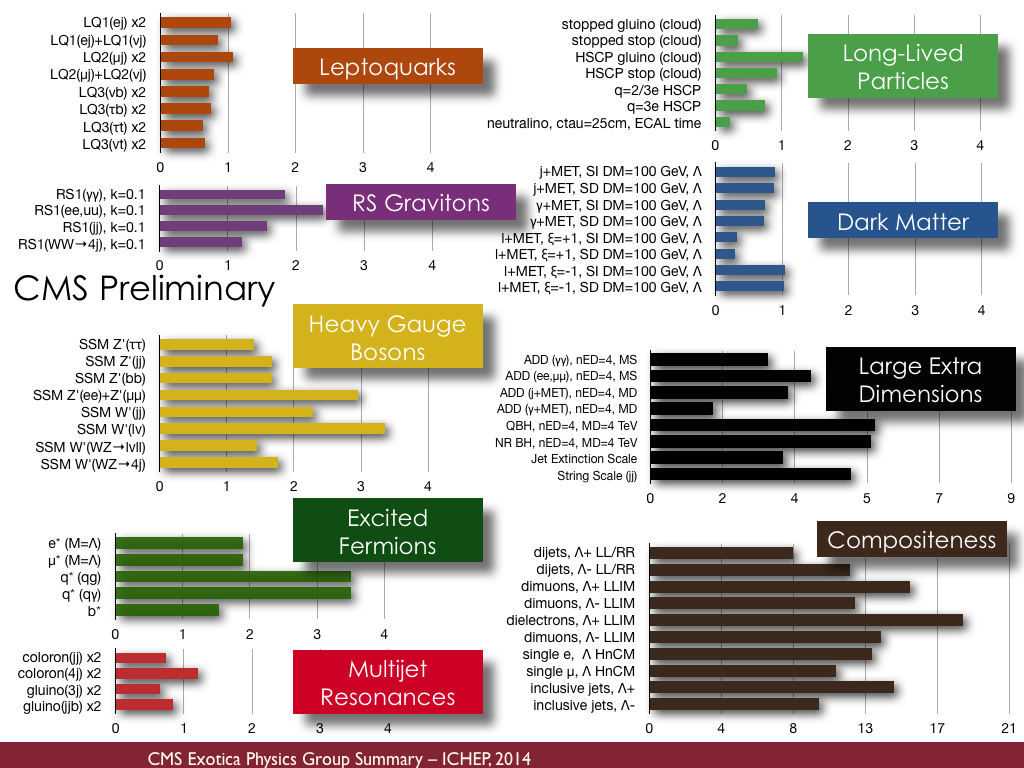 LQ1(ej) x2
LQ1(ej)+LQ1(νj)
LQ2(μj) x2
LQ2(μj)+LQ2(νj)
LQ3(νb) x2
LQ3(τb) x2
LQ3(τt) x2
LQ3(νt) x2
0 1 2 3 4
Leptoquarks
RS1(γγ), k=0.1
RS1(ee,uu), k=0.1
RS1(jj), k=0.1
RS1(WW→4j), k=0.1
0 1 2 3 4
RS Gravitons
CMS Preliminary
Heavy Gauge
Bosons
SSM Z'(ττ)
SSM Z'(jj)
SSM Z'(bb)
SSM Z'(ee)+Z'(μμ)
SSM W'(jj)
SSM W'(lν)
SSM W'(WZ→lνll)
SSM W'(WZ→4j)
0 1 2 3 4
Excited
Fermions
e* (M=Λ)
μ* (M=Λ)
q* (qg)
q* (qγ)
b*
0 1 2 3 4
coloron(jj) x2
coloron(4j) x2
gluino(3j) x2
gluino(jjb) x2
0 1 2 3 4
Multijet
Resonances
stopped gluino (cloud)
stopped stop (cloud)
HSCP gluino (cloud)
HSCP stop (cloud)
q=2/3e HSCP
q=3e HSCP
neutralino, ctau=25cm, ECAL time
0 1 2 3 4
Long-Lived
Particles
j+MET, SI DM=100 GeV, Λ
j+MET, SD DM=100 GeV, Λ
γ+MET, SI DM=100 GeV, Λ
γ+MET, SD DM=100 GeV, Λ
l+MET, ξ=+1, SI DM=100 GeV, Λ
l+MET, ξ=+1, SD DM=100 GeV, Λ
l+MET, ξ=-1, SI DM=100 GeV, Λ
l+MET, ξ=-1, SD DM=100 GeV, Λ
0 1 2 3 4
Dark Matter
ADD (γγ), nED=4, MS
ADD (ee,μμ), nED=4, MS
ADD (j+MET), nED=4, MD
ADD (γ+MET), nED=4, MD
QBH, nED=4, MD=4 TeV
NR BH, nED=4, MD=4 TeV
Jet Extinction Scale
String Scale (jj)
0 2 4 5 7 9
Large Extra
Dimensions
Compositeness
dijets, Λ+ LL/RR
dijets, Λ- LL/RR
dimuons, Λ+ LLIM
dimuons, Λ- LLIM
dielectrons, Λ+ LLIM
dimuons, Λ- LLIM
single e, Λ HnCM
single μ, Λ HnCM
inclusive jets, Λ+
inclusive jets, Λ-
0 4 8 13 17 21
CMS Exotica Physics Group Summary – ICHEP, 2014